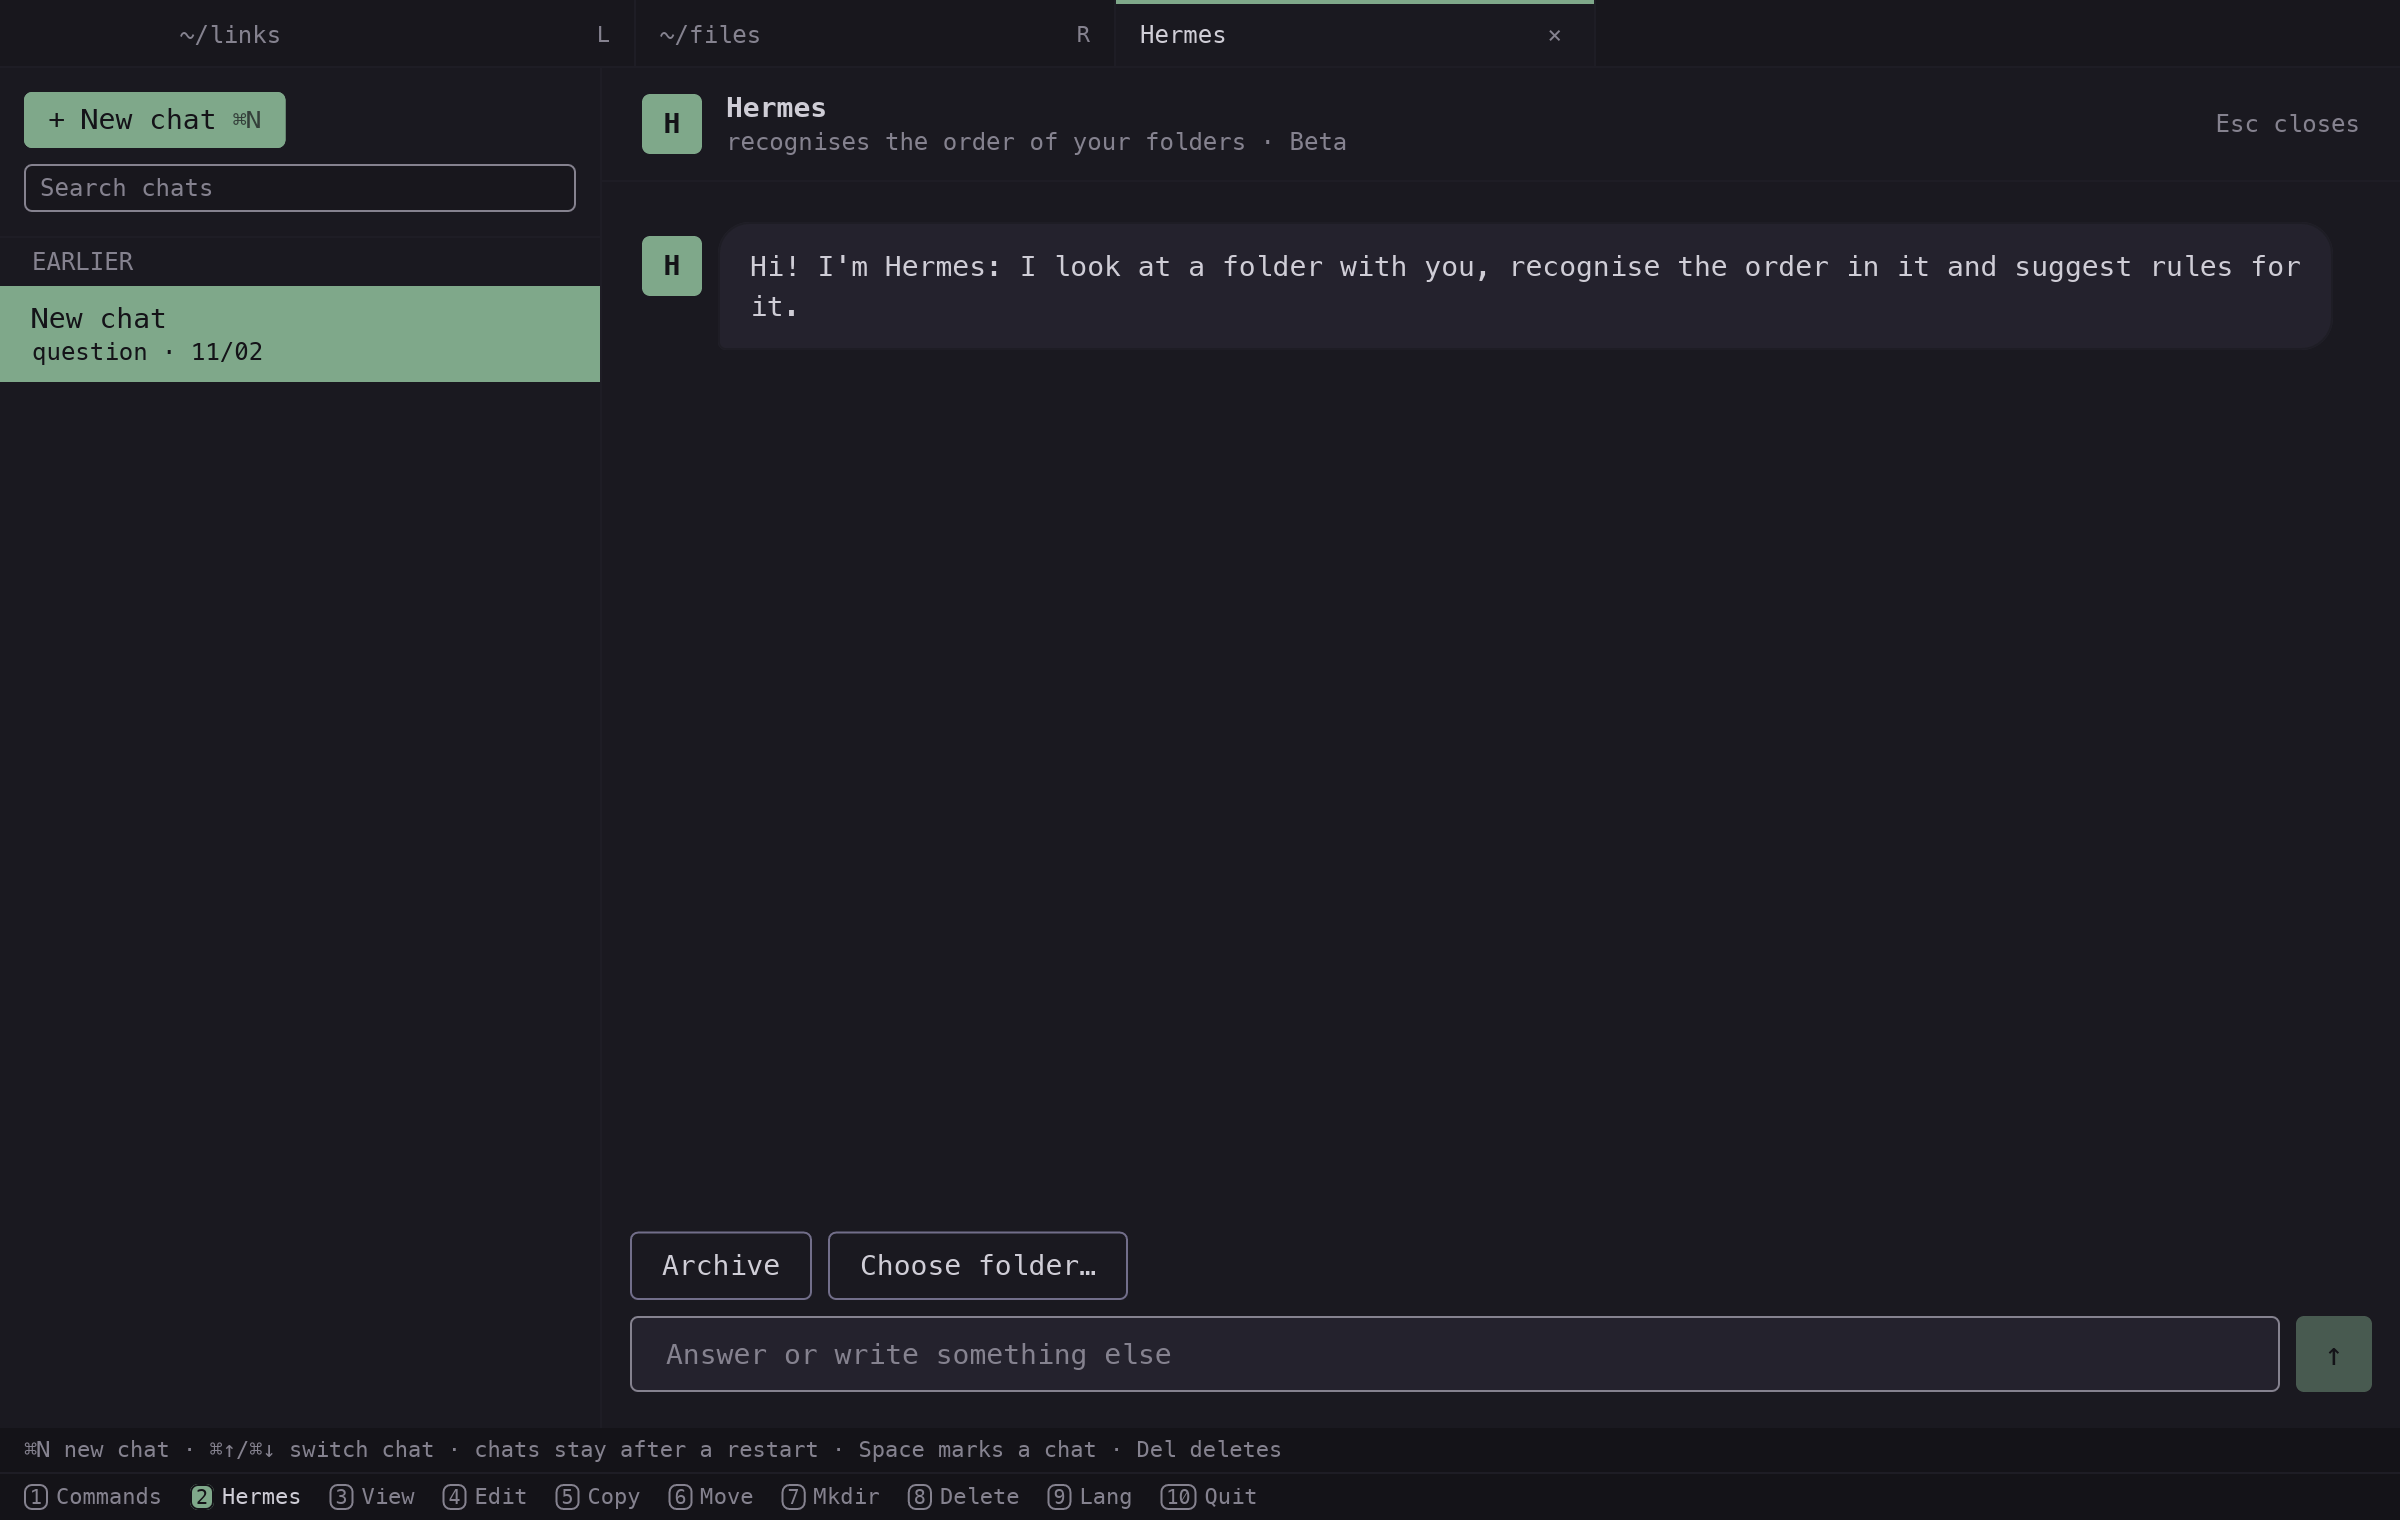 ~/links L ~/files R Hermes ×
+ New chat ⌘N
Search chats
EARLIER
New chat
question · 11/02
H Hermes
recognises the order of your folders · Beta
Esc closes
H Hi! I'm Hermes: I look at a folder with you, recognise the order in it and suggest rules for
it.
Archive Choose folder…
Answer or write something else ↑
⌘N new chat · ⌘↑/⌘↓ switch chat · chats stay after a restart · Space marks a chat · Del deletes
1 Commands 2 Hermes 3 View 4 Edit 5 Copy 6 Move 7 Mkdir 8 Delete 9 Lang 10 Quit